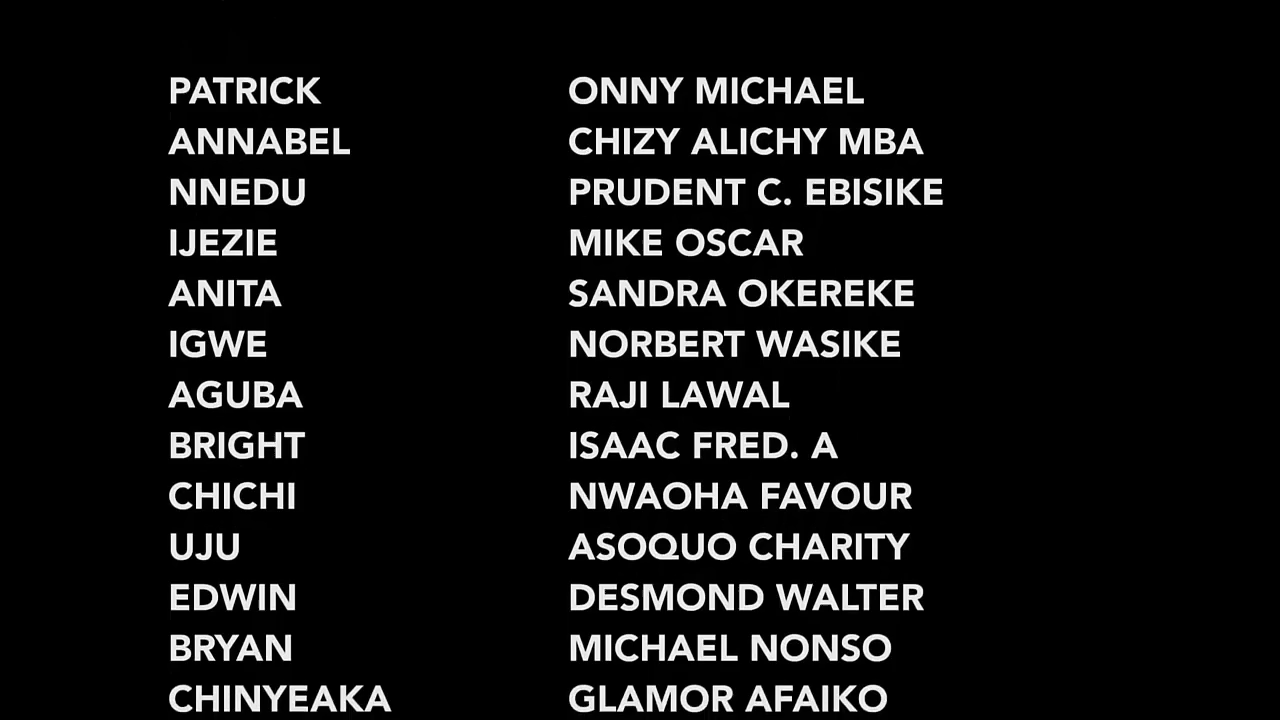 PATRICK ONNY MICHAEL
ANNABEL CHIZY ALICHY MBA
NNEDU PRUDENT C. EBISIKE
IJEZIE MIKE OSCAR
ANITA SANDRA OKEREKE
IGWE NORBERT WASIKE
AGUBA RAJI LAWAL
BRIGHT ISAAC FRED. A
CHICHI NWAOHA FAVOUR
UJU ASOQUO CHARITY
EDWIN DESMOND WALTER
BRYAN MICHAEL NONSO
CHINYEAKA GLAMOR AFAIKO